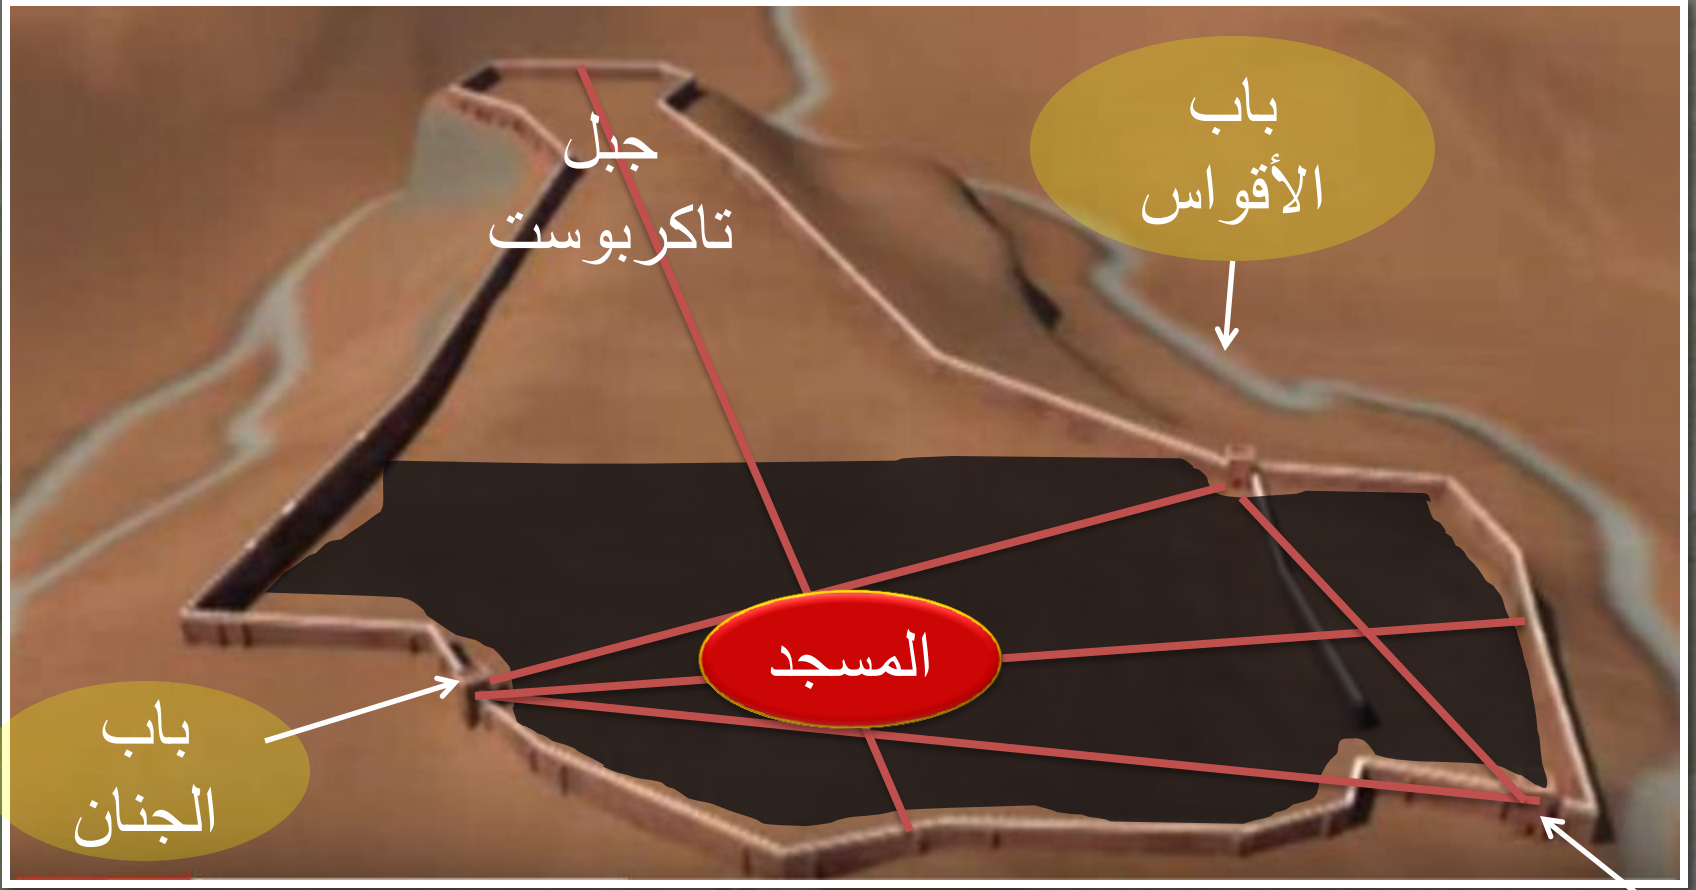 باب
الأقواس
جبل
تاكربوست
المسجد
باب
الجنان